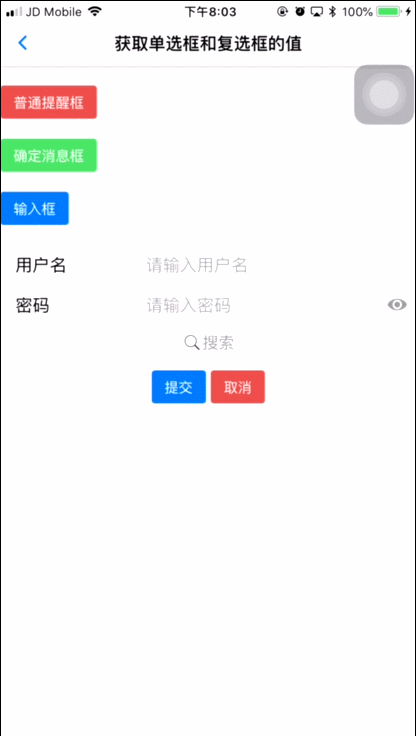 JD Mobile 下午8:03 100%
获取单选框和复选框的值
普通提醒框
确定消息框
输入框
用户名 请输入用户名
密码 请输入密码
搜索
提交 取消